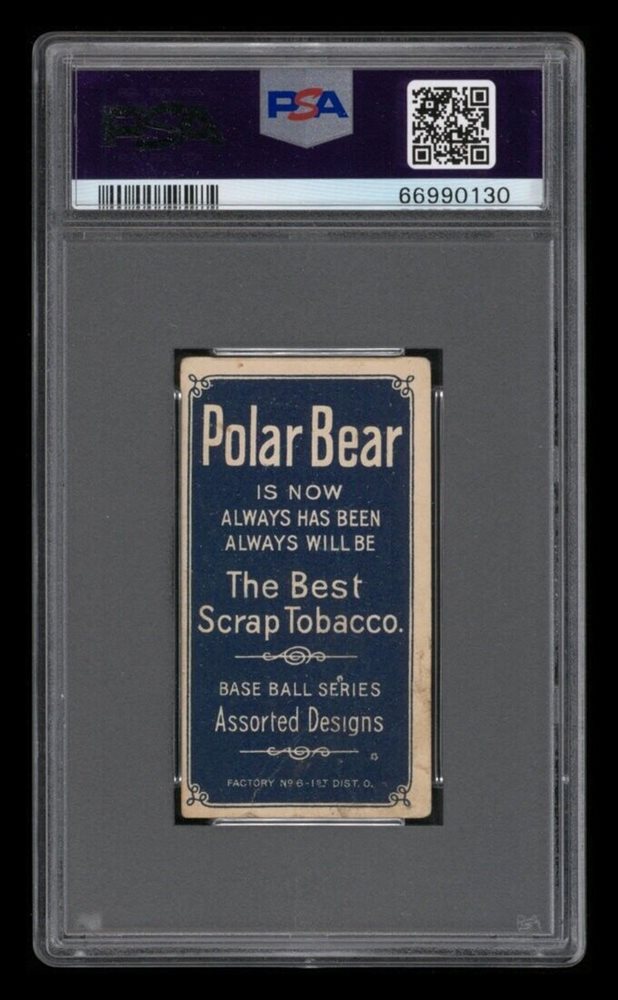 PSA
66990130
Polar Bear
IS NOW
ALWAYS HAS BEEN
ALWAYS WILL BE
The Best
Scrap Tobacco.
BASE BALL SERIES
Assorted Designs
FACTORY Nº 6-1ST DIST. O.
PSA